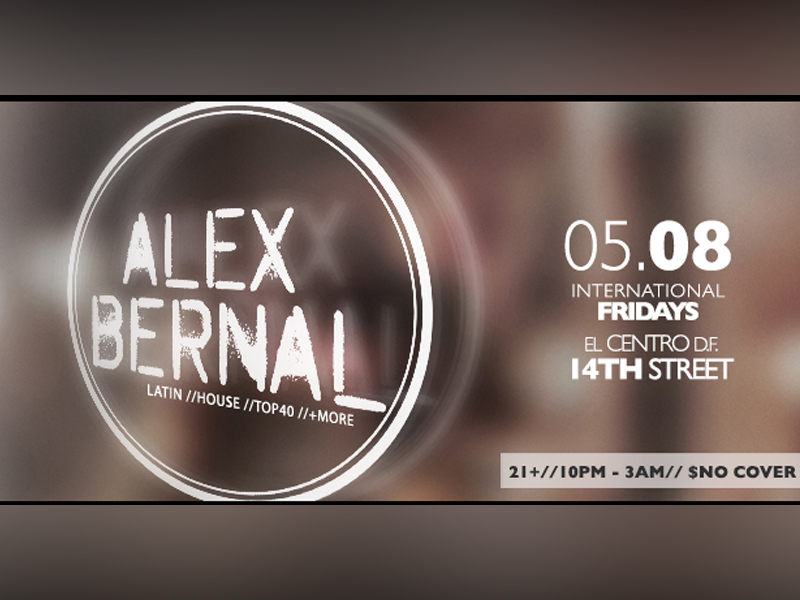 ALEX
BERNAL
LATIN //HOUSE //TOP40 //+MORE
05.08
INTERNATIONAL
FRIDAYS
EL CENTRO D.F.
14TH STREET
21+//10PM - 3AM// $NO COVER